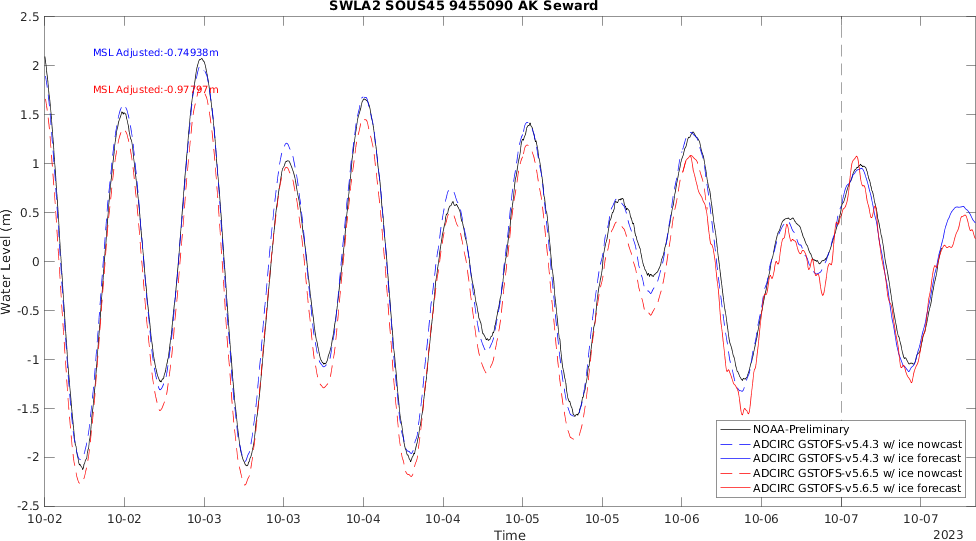 SWLA2 SOUS45 9455090 AK Seward
2.5
2
1.5
1
0.5
0
-0.5
-1
-1.5
-2
-2.5
Water Level (m)
MSL Adjusted:-0.74938m
MSL Adjusted:-0.97797m
NOAA-Preliminary
ADCIRC GSTOFS-v5.4.3 w/ ice nowcast
ADCIRC GSTOFS-v5.4.3 w/ ice forecast
ADCIRC GSTOFS-v5.6.5 w/ ice nowcast
ADCIRC GSTOFS-v5.6.5 w/ ice forecast
10-02 10-02 10-03 10-03 10-04 10-04 10-05 10-05 10-06 10-06 10-07 10-07
Time
2023